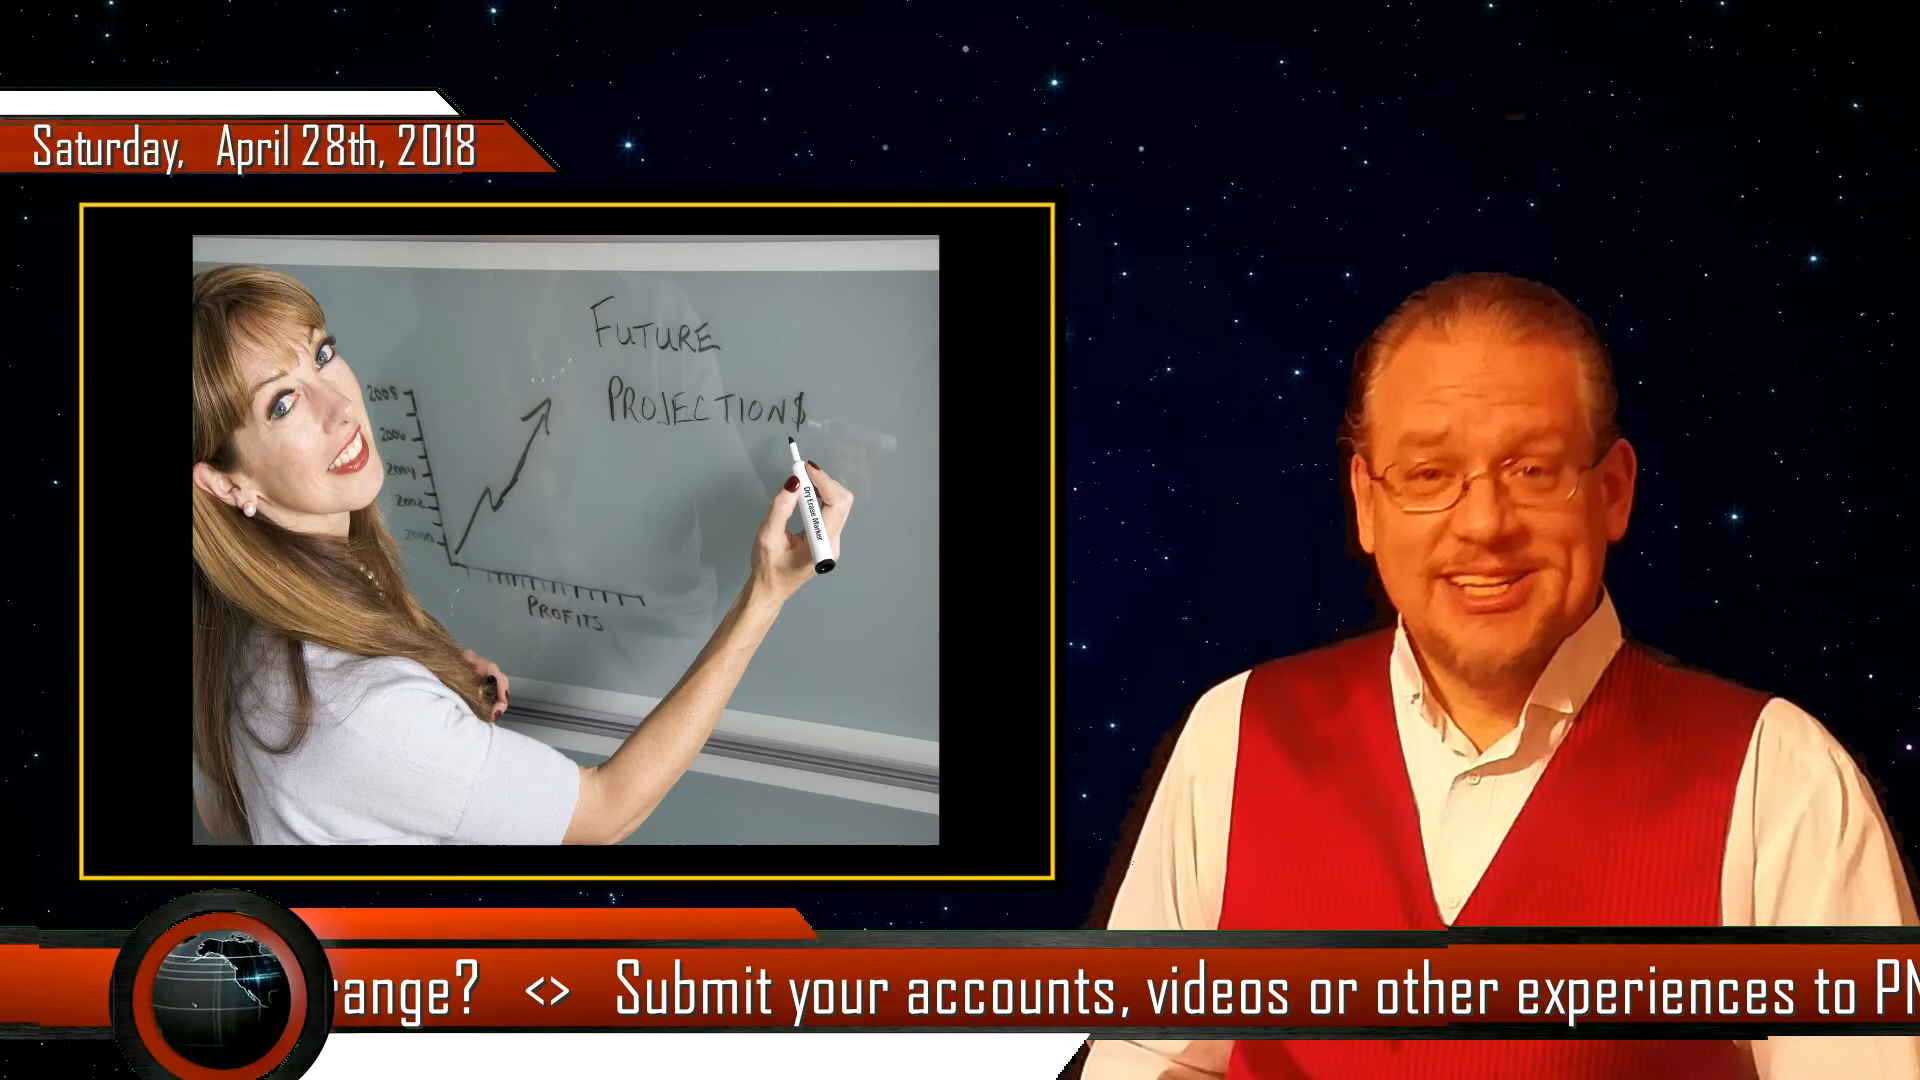 Saturday, April 28th, 2018
FUTURE
PROJECTION$
2008
2006
2004
2002
2000
PROFITS
Dry Erase Marker
ange? <> Submit your accounts, videos or other experiences to PN